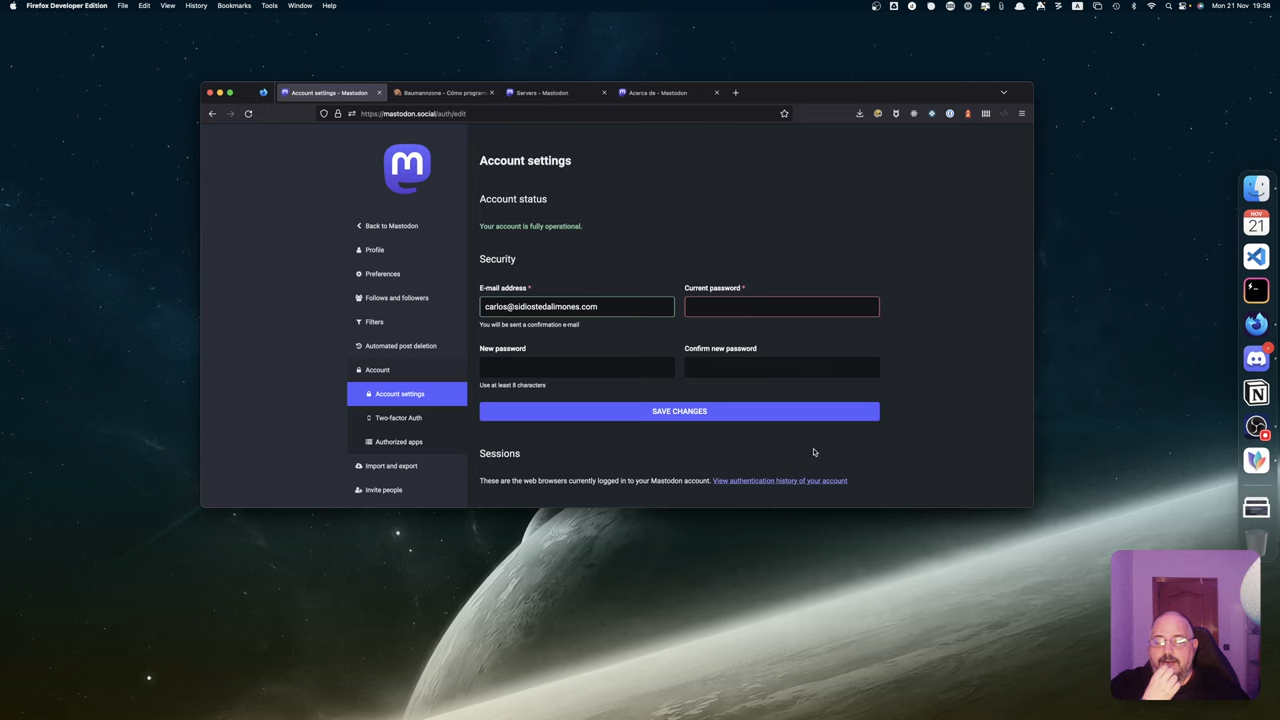 Firefox Developer Edition File Edit View History Bookmarks Tools Window Help
A
Mon 21 Nov 19:38
Account settings - Mastodon
Baumannzone - Cómo program
Servers - Mastodon
Acerca de - Mastodon
https://mastodon.social/auth/edit
Back to Mastodon
Profile
Preferences
Follows and followers
Filters
Automated post deletion
Account
Account settings
Two-factor Auth
Authorized apps
Import and export
Invite people
Account settings
Account status
Your account is fully operational.
Security
E-mail address *
Current password *
carlos@sidiostedalimones.com
You will be sent a confirmation e-mail
New password
Confirm new password
Use at least 8 characters
SAVE CHANGES
Sessions
These are the web browsers currently logged in to your Mastodon account. View authentication history of your account
NOV
21